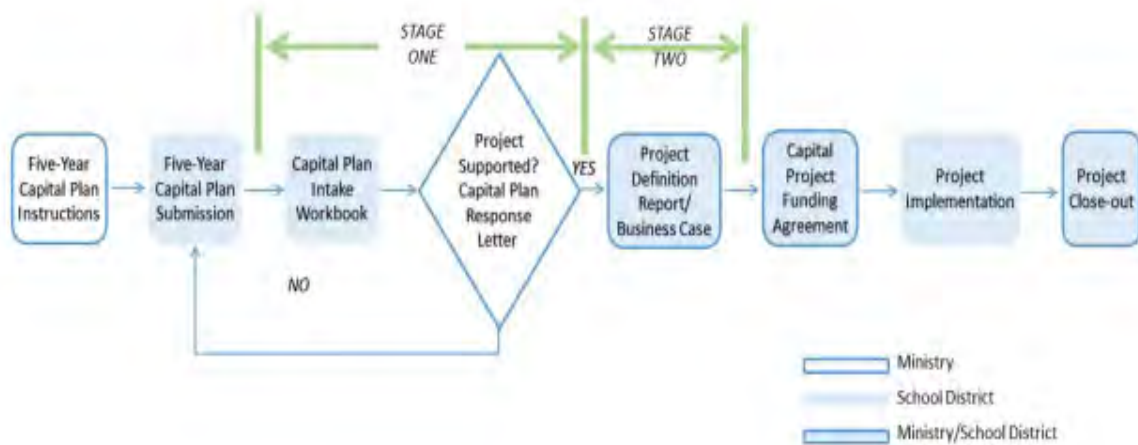 STAGE
ONE
STAGE
TWO
Five-Year
Capital Plan
Instructions
Five-Year
Capital Plan
Submission
Capital Plan
Intake
Workbook
Project
Supported?
Capital Plan
Response
Letter
YES
Project
Definition
Report/
Business Case
Capital
Project
Funding
Agreement
Project
Implementation
Project
Close-out
NO
Ministry
School District
Ministry/School District